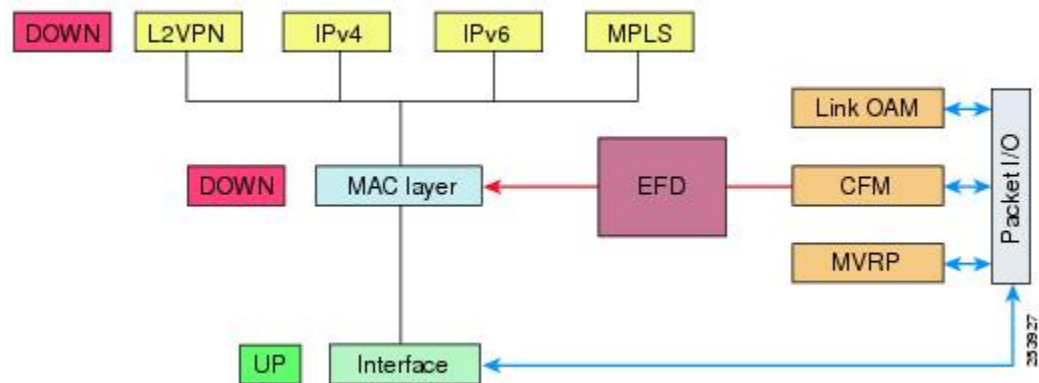 DOWN L2VPN IPv4 IPv6 MPLS
Link OAM
DOWN MAC layer EFD CFM
MVRP
Packet I/O
UP Interface
253927